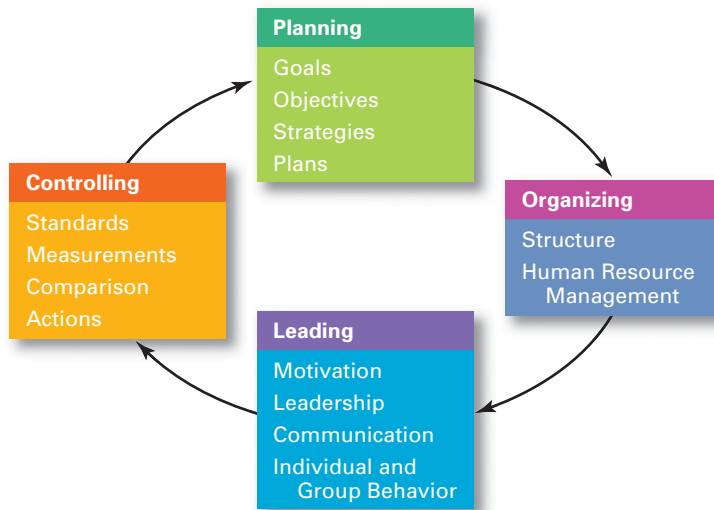 Planning
Goals
Objectives
Strategies
Plans
Organizing
Structure
Human Resource
Management
Leading
Motivation
Leadership
Communication
Individual and
Group Behavior
Controlling
Standards
Measurements
Comparison
Actions